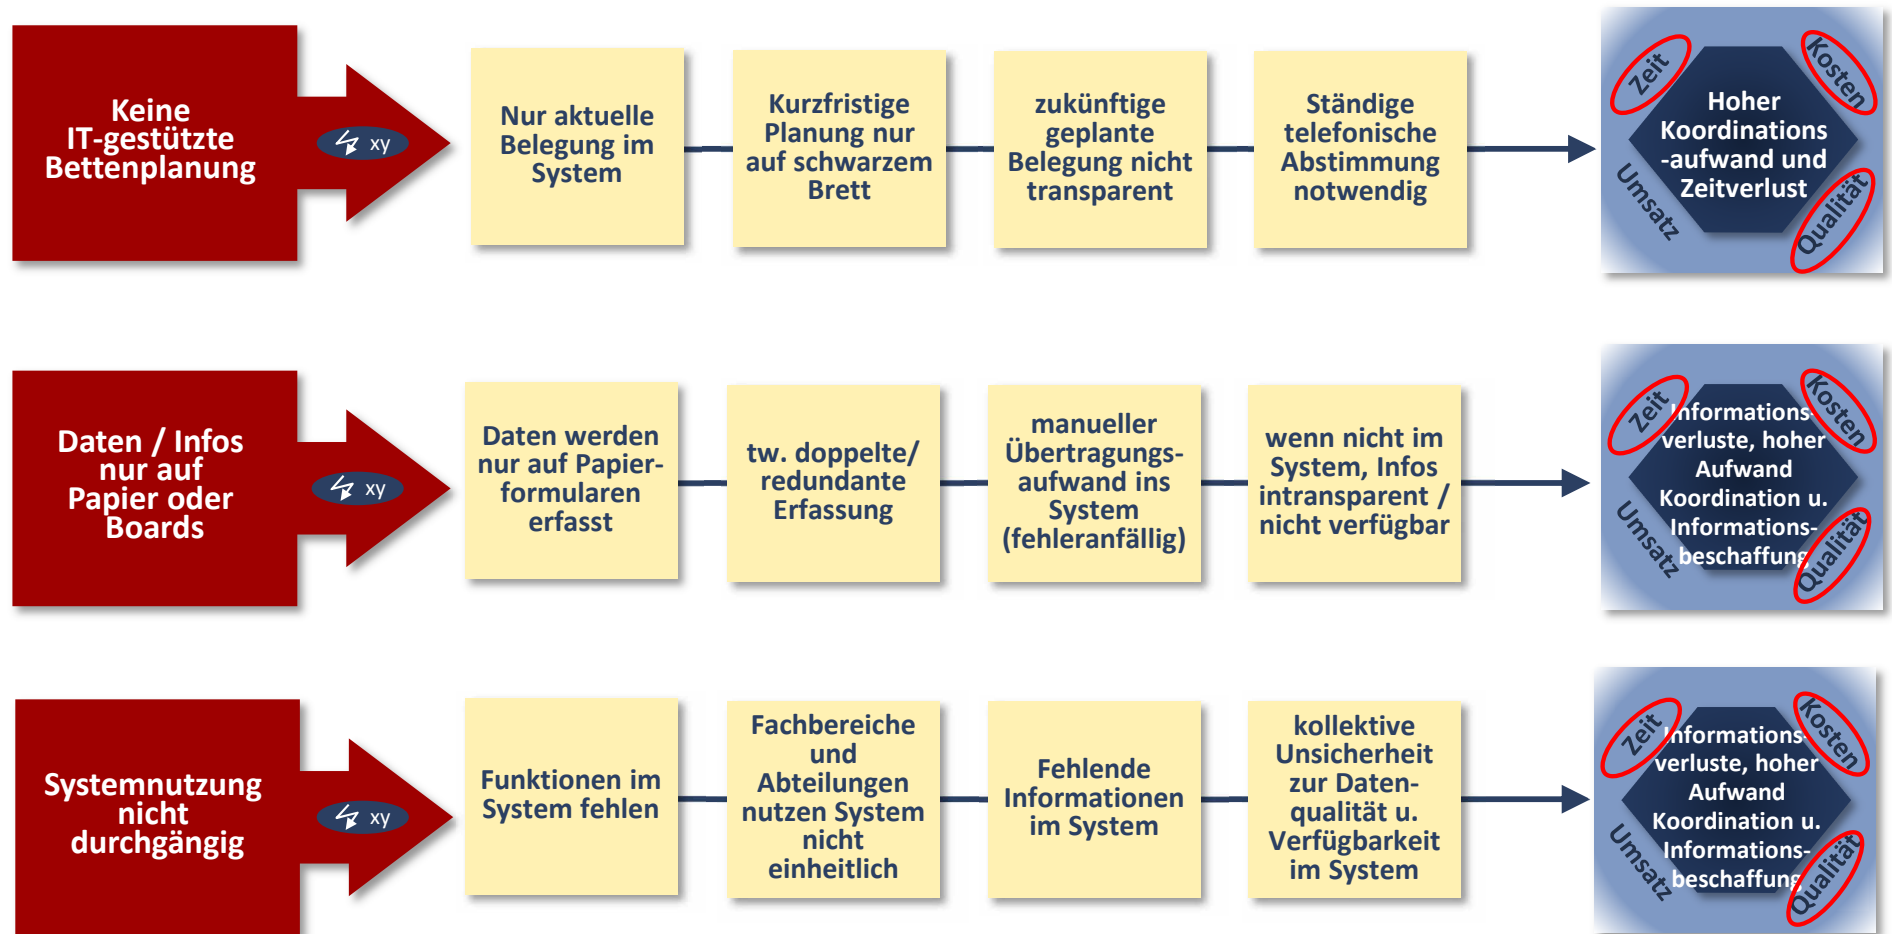 Keine
IT-gestützte
Bettenplanung
xy
Nur aktuelle
Belegung im
System
Kurzfristige
Planung nur
auf schwarzem
Brett
zukünftige
geplante
Belegung nicht
transparent
Ständige
telefonische
Abstimmung
notwendig
Zeit
Kosten
Hoher
Koordinations
-aufwand und
Zeitverlust
Umsatz
Qualität
Daten / Infos
nur auf
Papier oder
Boards
xy
Daten werden
nur auf Papier-
formularen
erfasst
tw. doppelte/
redundante
Erfassung
manueller
Übertragungs-
aufwand ins
System
(fehleranfällig)
wenn nicht im
System, Infos
intransparent /
nicht verfügbar
Zeit
Kosten
Informations-
verluste, hoher
Aufwand
Koordination u.
Informations-
beschaffung
Umsatz
Qualität
Systemnutzung
nicht
durchgängig
xy
Funktionen im
System fehlen
Fachbereiche
und
Abteilungen
nutzen System
nicht
einheitlich
Fehlende
Informationen
im System
kollektive
Unsicherheit
zur Daten-
qualität u.
Verfügbarkeit
im System
Zeit
Kosten
Informations-
verluste, hoher
Aufwand
Koordination u.
Informations-
beschaffung
Umsatz
Qualität